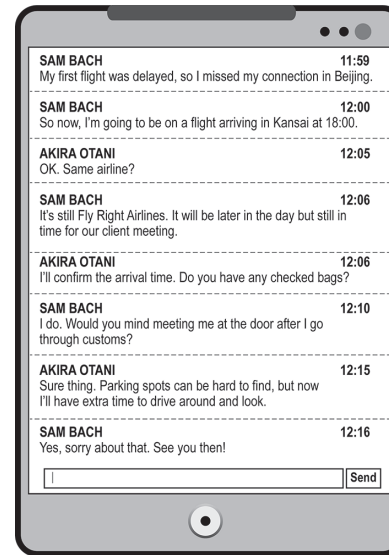 SAM BACH 11:59
My first flight was delayed, so I missed my connection in Beijing.
SAM BACH 12:00
So now, I'm going to be on a flight arriving in Kansai at 18:00.
AKIRA OTANI 12:05
OK. Same airline?
SAM BACH 12:06
It's still Fly Right Airlines. It will be later in the day but still in
time for our client meeting.
AKIRA OTANI 12:06
I'll confirm the arrival time. Do you have any checked bags?
SAM BACH 12:10
I do. Would you mind meeting me at the door after I go
through customs?
AKIRA OTANI 12:15
Sure thing. Parking spots can be hard to find, but now
I'll have extra time to drive around and look.
SAM BACH 12:16
Yes, sorry about that. See you then!
Send